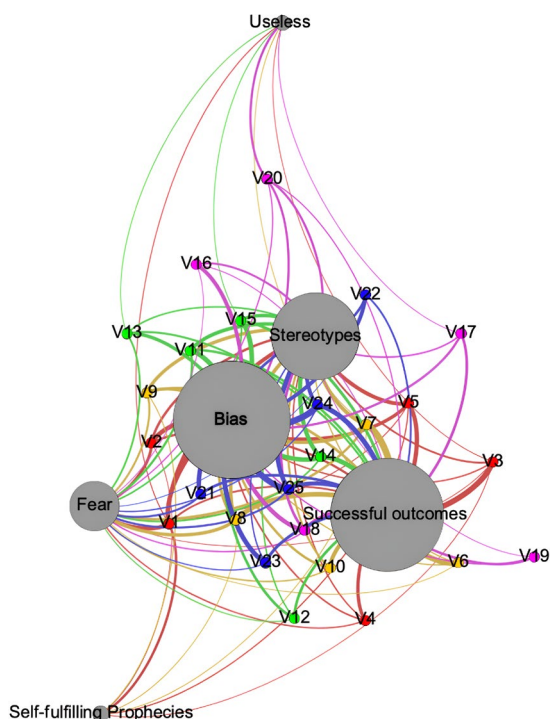 Useless
V20
V16
V22
V15
V13
Stereotypes
V17
V11
V9
V24
V5
Bias
V7
V2
V14
V3
V21
V25
Fear
Successful outcomes
V1
V8
V18
V23
V10
V6
V19
V12
V4
Self-fulfilling Prophecies